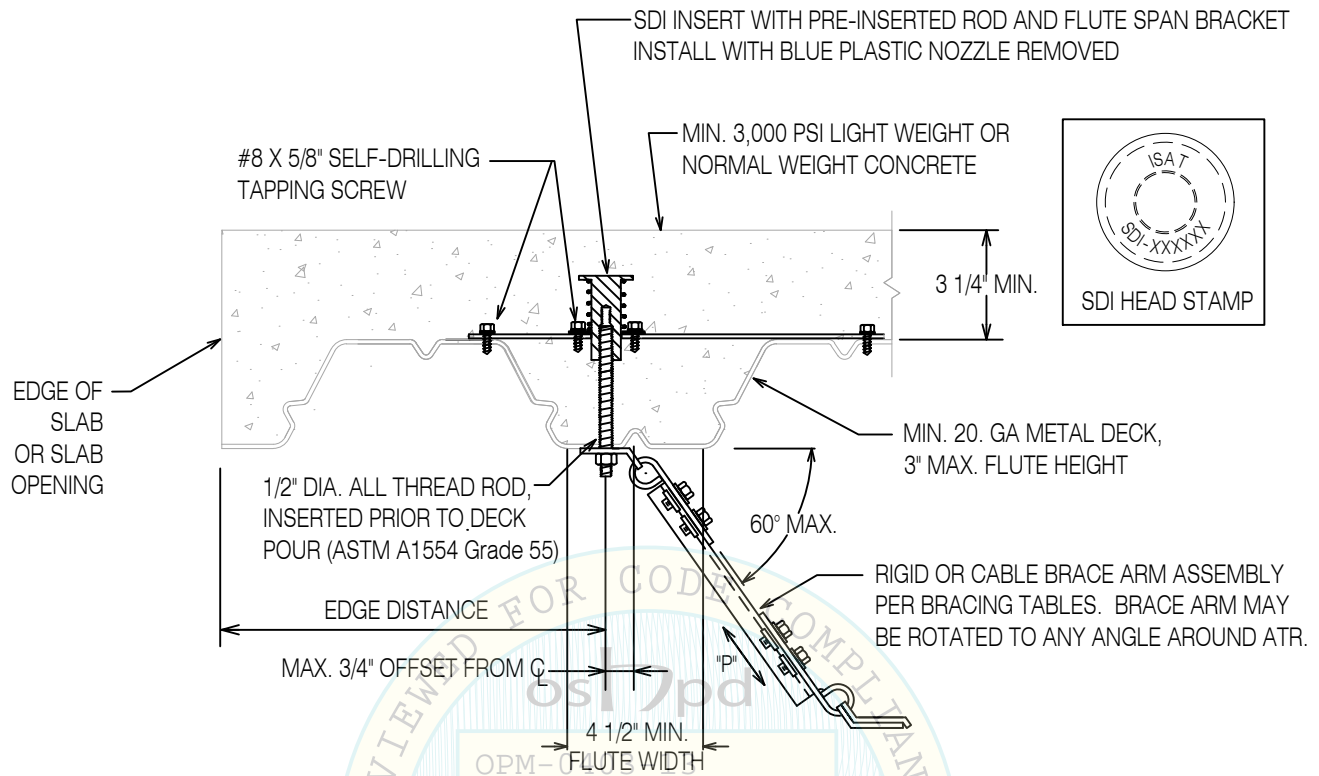 SDI INSERT WITH PRE-INSERTED ROD AND FLUTE SPAN BRACKET
INSTALL WITH BLUE PLASTIC NOZZLE REMOVED
MIN. 3,000 PSI LIGHT WEIGHT OR
NORMAL WEIGHT CONCRETE
#8 X 5/8" SELF-DRILLING
TAPPING SCREW
ISAT
SDI-XXXXXX
SDI HEAD STAMP
3 1/4" MIN.
EDGE OF
SLAB
OR SLAB
OPENING
MIN. 20. GA METAL DECK,
3" MAX. FLUTE HEIGHT
1/2" DIA. ALL THREAD ROD,
INSERTED PRIOR TO DECK
POUR (ASTM A1554 Grade 55)
60° MAX.
RIGID OR CABLE BRACE ARM ASSEMBLY
PER BRACING TABLES. BRACE ARM MAY
BE ROTATED TO ANY ANGLE AROUND ATR.
EDGE DISTANCE
MAX. 3/4" OFFSET FROM ℄
"P"
4 1/2" MIN.
FLUTE WIDTH
FOR CODE
oshpd